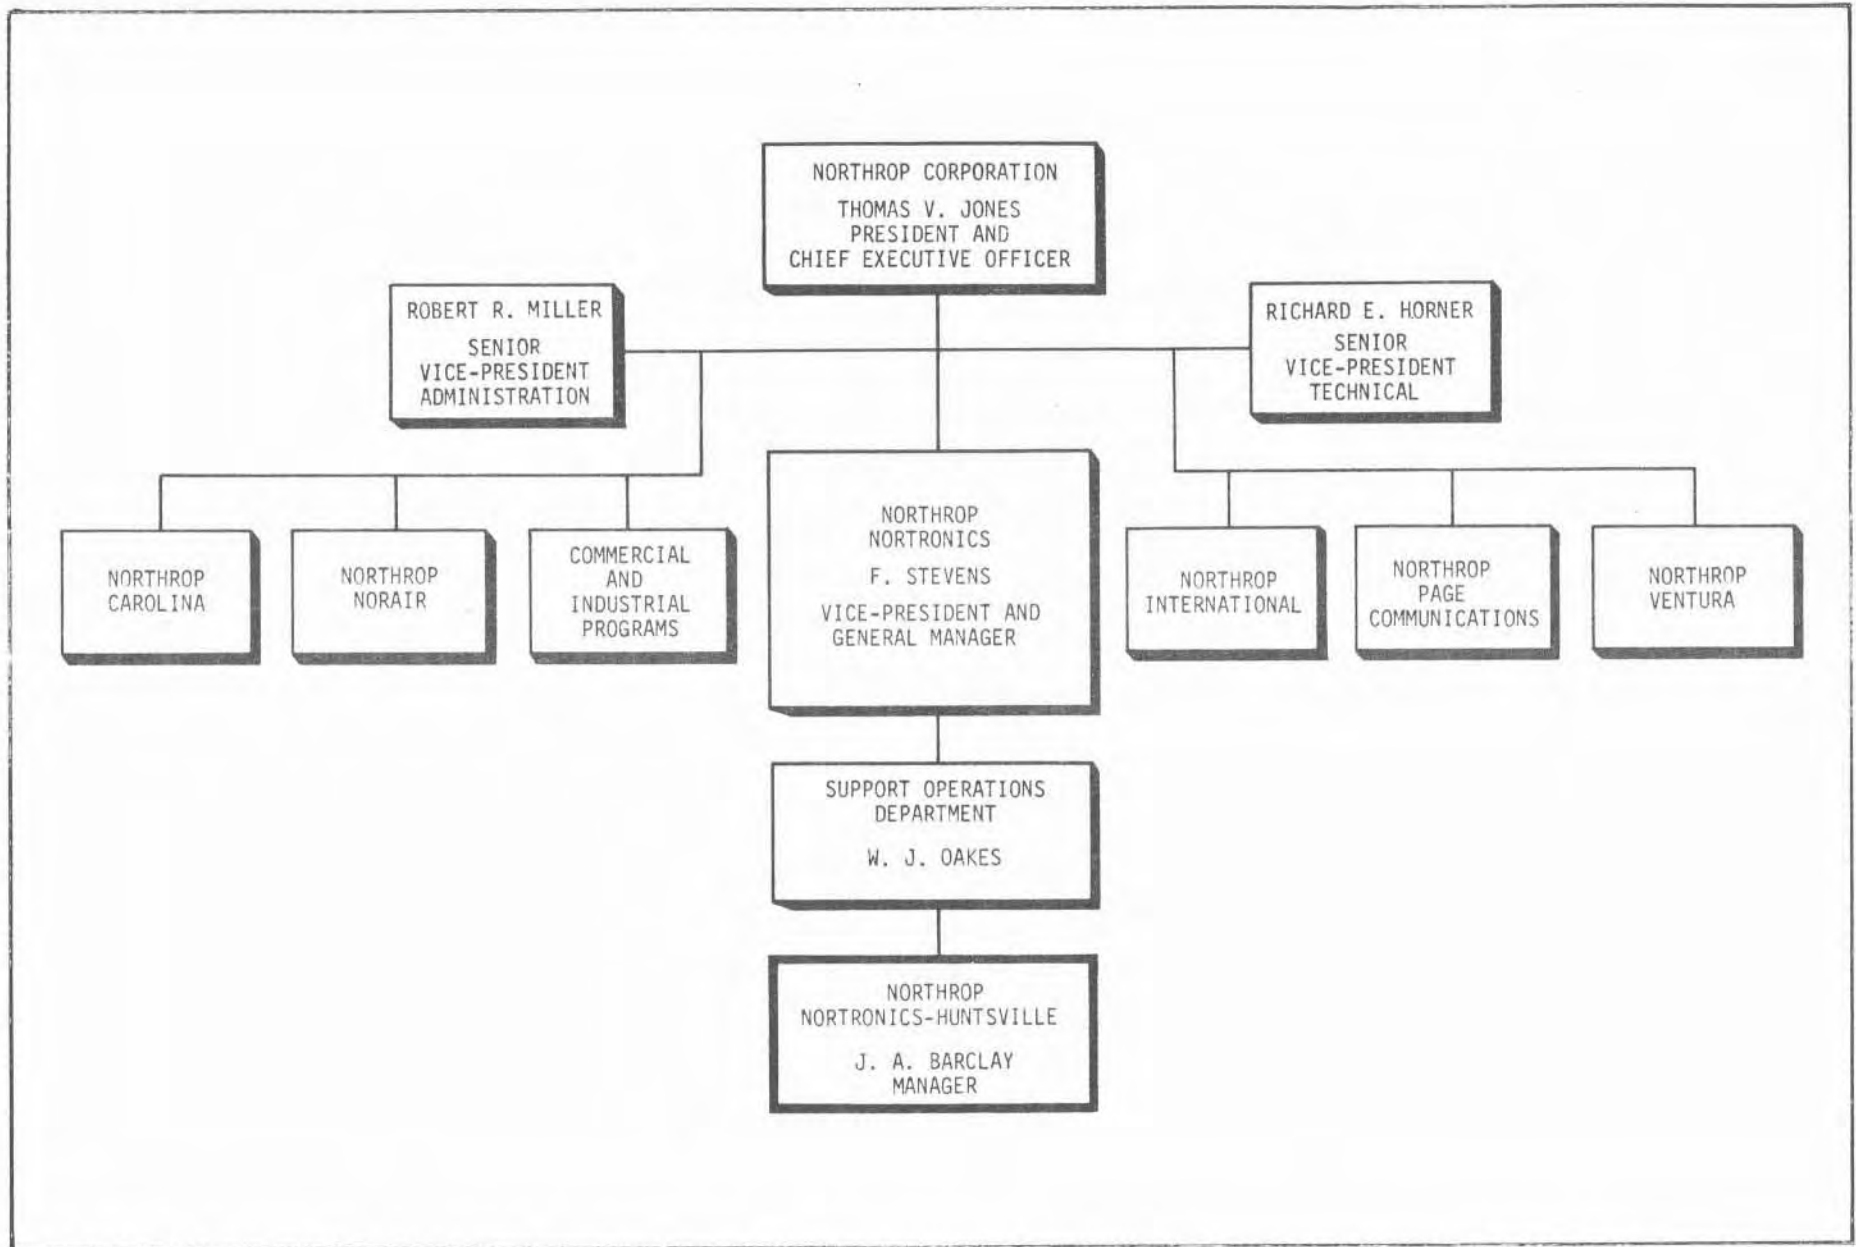 NORTHROP CORPORATION
THOMAS V. JONES
PRESIDENT AND
CHIEF EXECUTIVE OFFICER
ROBERT R. MILLER
SENIOR
VICE-PRESIDENT
ADMINISTRATION
RICHARD E. HORNER
SENIOR
VICE-PRESIDENT
TECHNICAL
NORTHROP
CAROLINA
NORTHROP
NORAIR
COMMERCIAL
AND
INDUSTRIAL
PROGRAMS
NORTHROP
NORTRONICS
F. STEVENS
VICE-PRESIDENT AND
GENERAL MANAGER
NORTHROP
INTERNATIONAL
NORTHROP
PAGE
COMMUNICATIONS
NORTHROP
VENTURA
SUPPORT OPERATIONS
DEPARTMENT
W. J. OAKES
NORTHROP
NORTRONICS-HUNTSVILLE
J. A. BARCLAY
MANAGER